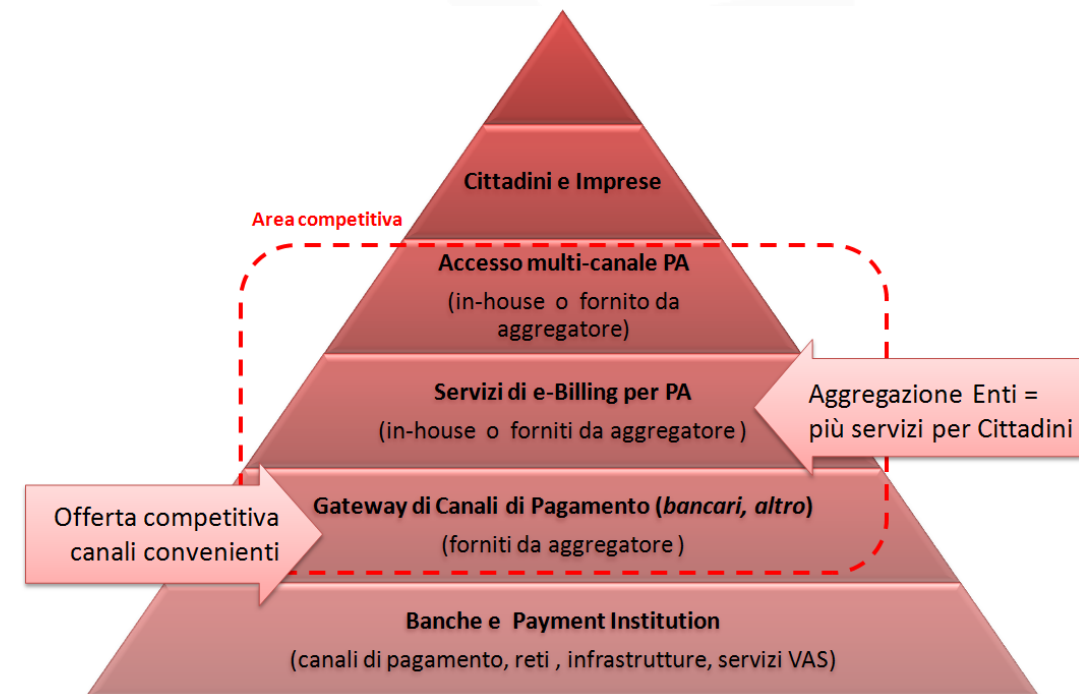 Cittadini e Imprese
Area competitiva
Accesso multi-canale PA
(in-house o fornito da
aggregatore)
Servizi di e-Billing per PA
(in-house o forniti da aggregatore )
Aggregazione Enti =
più servizi per Cittadini
Gateway di Canali di Pagamento (bancari, altro)
(forniti da aggregatore )
Offerta competitiva
canali convenienti
Banche e Payment Institution
(canali di pagamento, reti , infrastrutture, servizi VAS)